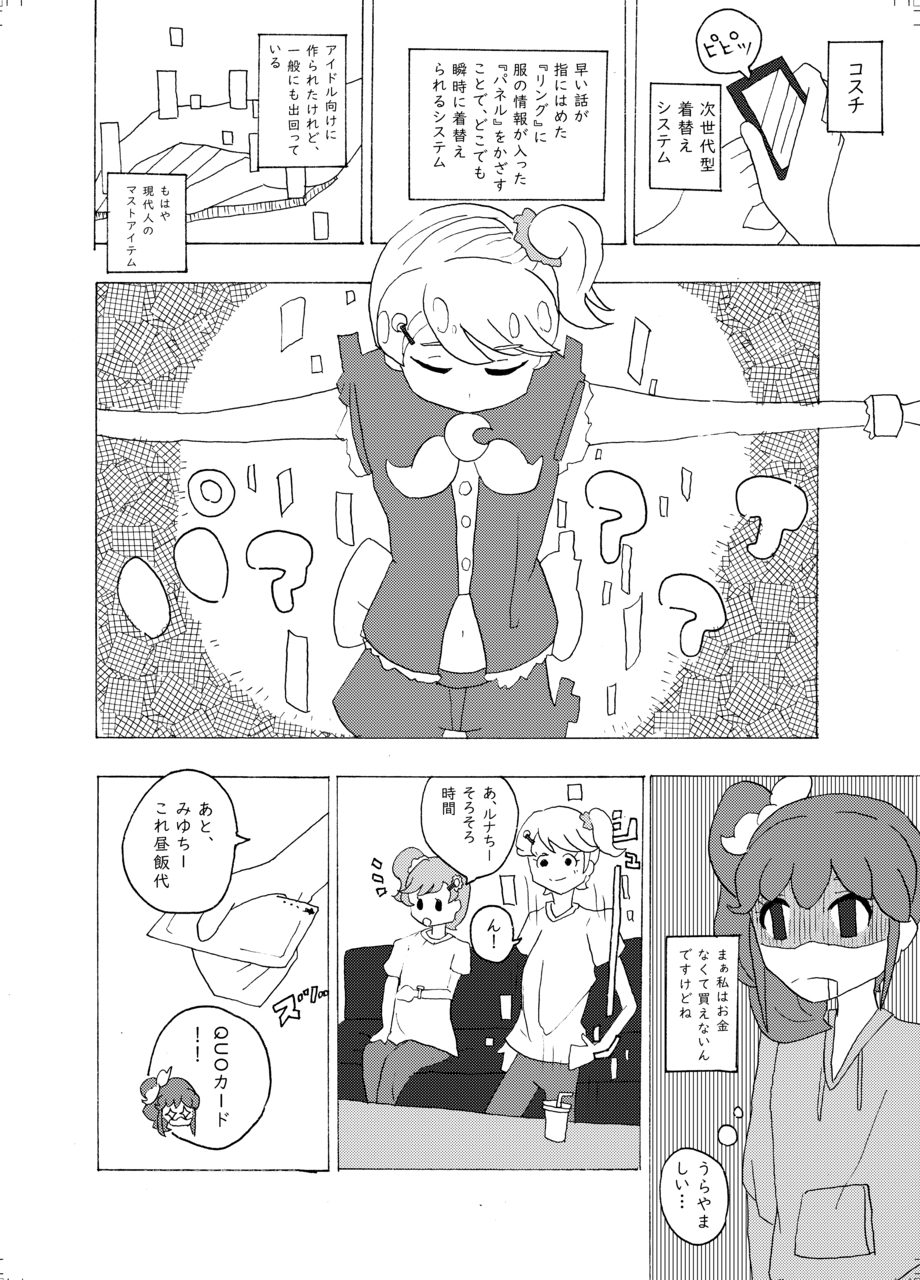 コスチ
ピピッ
次世代型
着替え
システム
早い話が
指にはめた
『リング』に
服の情報が入った
『パネル』をかざす
ことで、どこでも
瞬時に着替え
られるシステム
アイドル向けに
作られたけれど、
一般にも出回って
いる
もはや
現代人の
マストアイテム
まぁ私はお金
なくて買えないん
ですけどね
うらやま
しい…
シュ
あ、ルナちー
そろそろ
時間
ん！
あと、
みゆちー
これ昼飯代
ズッ
QUOカード
！！